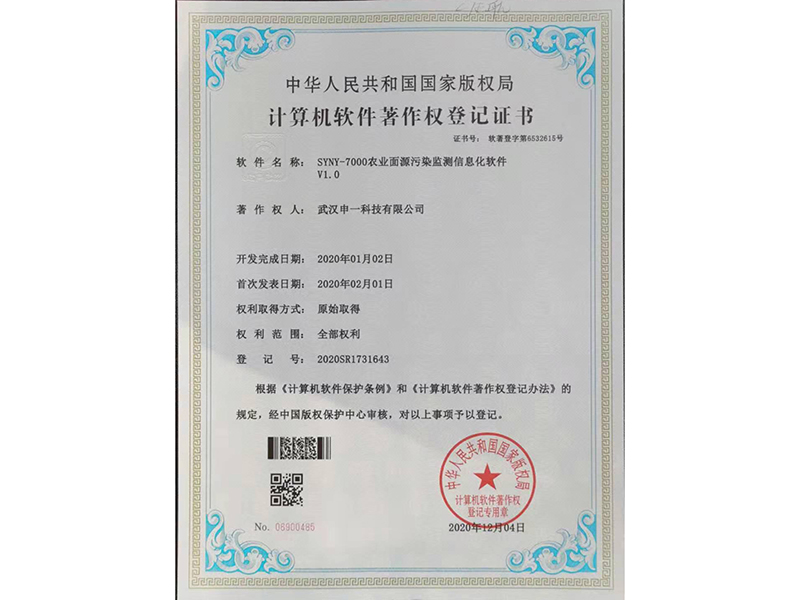 中华人民共和国国家版权局
计算机软件著作权登记证书
证书号： 软著登字第6532615号
软件名称： SYNY-7000农业面源污染监测信息化软件
V1.0
著作权人： 武汉申一科技有限公司
开发完成日期： 2020年01月02日
首次发表日期： 2020年02月01日
权利取得方式： 原始取得
权利范围： 全部权利
登记号： 2020SR1731643
根据《计算机软件保护条例》和《计算机软件著作权登记办法》的
规定，经中国版权保护中心审核，对以上事项予以登记。
中华人民共和国国家版权局
计算机软件著作权
登记专用章
No. 06900485
2020年12月04日